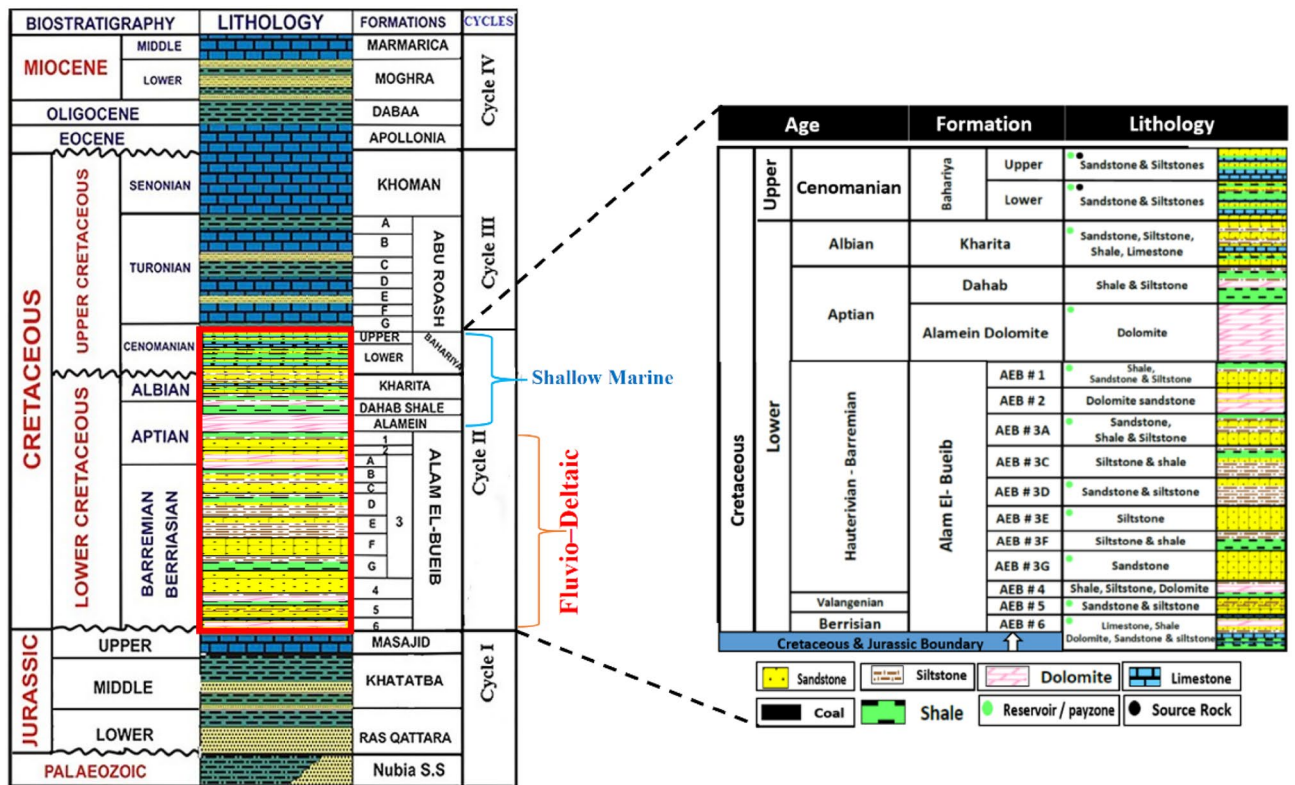 BIOSTRATIGRAPHY LITHOLOGY FORMATIONS CYCLES
MIOCENE
MIDDLE
LOWER
MARMARICA
MOGHRA
OLIGOCENE
DABAA
EOCENE
APOLLONIA
Cycle IV
CRETACEOUS
UPPER CRETACEOUS
SENONIAN
KHOMAN
TURONIAN
A
B
C
D
E
F
G
ABU ROASH
Cycle III
CENOMANIAN
UPPER
LOWER
BAHARIYA
LOWER CRETACEOUS
ALBIAN
KHARITA
APTIAN
DAHAB SHALE
ALAMEIN
BARREMIAN
BERRIASIAN
1
2
A
B
C
D
E
F
G
3
4
5
6
ALAM EL-BUEIB
Cycle II
Shallow Marine
Fluvio–Deltaic
JURASSIC
UPPER
MASAJID
MIDDLE
KHATATBA
LOWER
RAS QATTARA
Cycle I
PALAEOZOIC
Nubia S.S
Age Formation Lithology
Cretaceous
Upper
Cenomanian
Bahariya
Upper
Sandstone & Siltstones
Lower
Sandstone & Siltstones
Lower
Albian
Kharita
Sandstone, Siltstone,
Shale, Limestone
Aptian
Dahab
Shale & Siltstone
Alamein Dolomite
Dolomite
Hauterivian - Barremian
Alam El- Bueib
AEB # 1
Shale,
Sandstone & Siltstone
AEB # 2
Dolomite sandstone
AEB # 3A
Sandstone,
Shale & Siltstone
AEB # 3C
Siltstone & shale
AEB # 3D
Sandstone & siltstone
AEB # 3E
Siltstone
AEB # 3F
Siltstone & shale
AEB # 3G
Sandstone
AEB # 4
Shale, Siltstone, Dolomite
Valangenian
AEB # 5
Sandstone & siltstone
Berrisian
AEB # 6
Limestone, Shale
Dolomite, Sandstone & siltstone
Cretaceous & Jurassic Boundary
Sandstone
Siltstone
Dolomite
Limestone
Coal
Shale
Reservoir / payzone
Source Rock